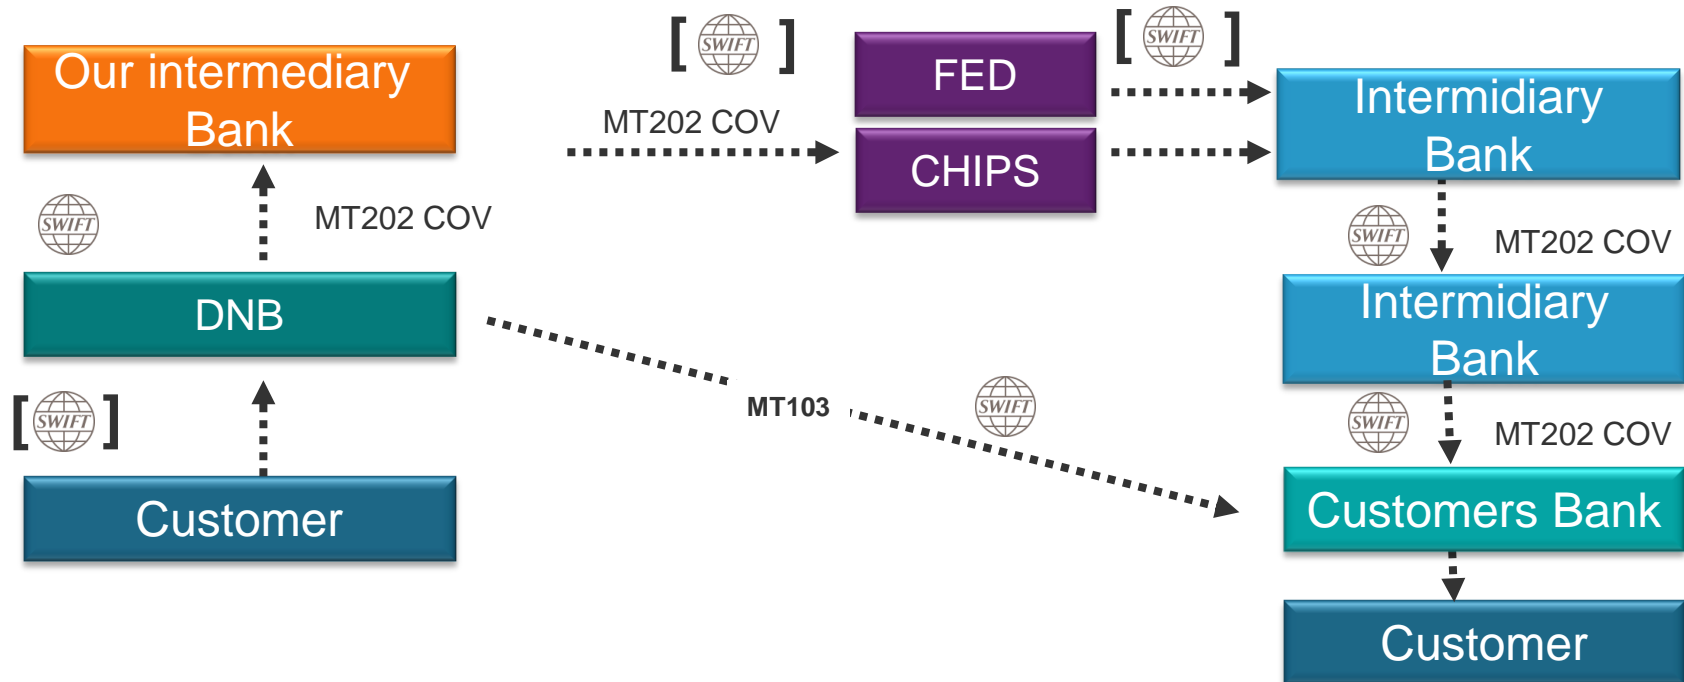 [ SWIFT ]
[ SWIFT ]
Our intermediary
Bank
FED
Intermidiary
Bank
MT202 COV
CHIPS
SWIFT
MT202 COV
SWIFT
MT202 COV
DNB
Intermidiary
Bank
[ SWIFT ]
MT103
SWIFT
SWIFT
MT202 COV
Customer
Customers Bank
Customer